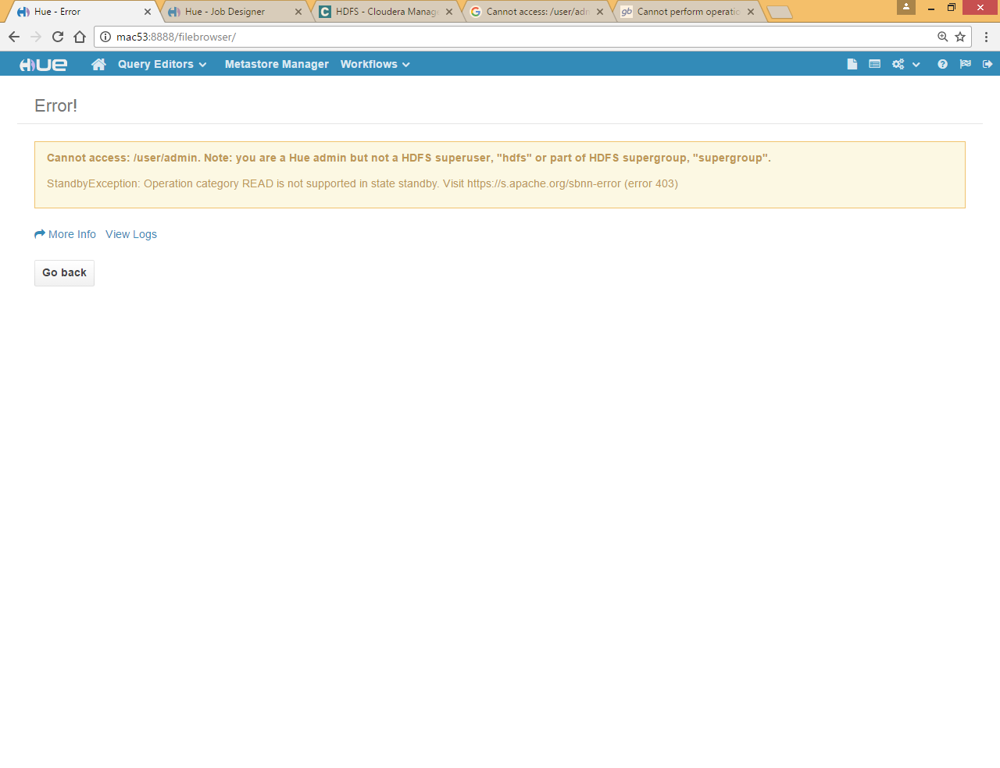 Hue - Error
Hue - Job Designer
HDFS - Cloudera Manage
Cannot access: /user/adm
Cannot perform operatio
mac53:8888/filebrowser/
HUE
Query Editors
Metastore Manager
Workflows
Error!
Cannot access: /user/admin. Note: you are a Hue admin but not a HDFS superuser, "hdfs" or part of HDFS supergroup, "supergroup".
StandbyException: Operation category READ is not supported in state standby. Visit https://s.apache.org/sbnn-error (error 403)
More Info View Logs
Go back